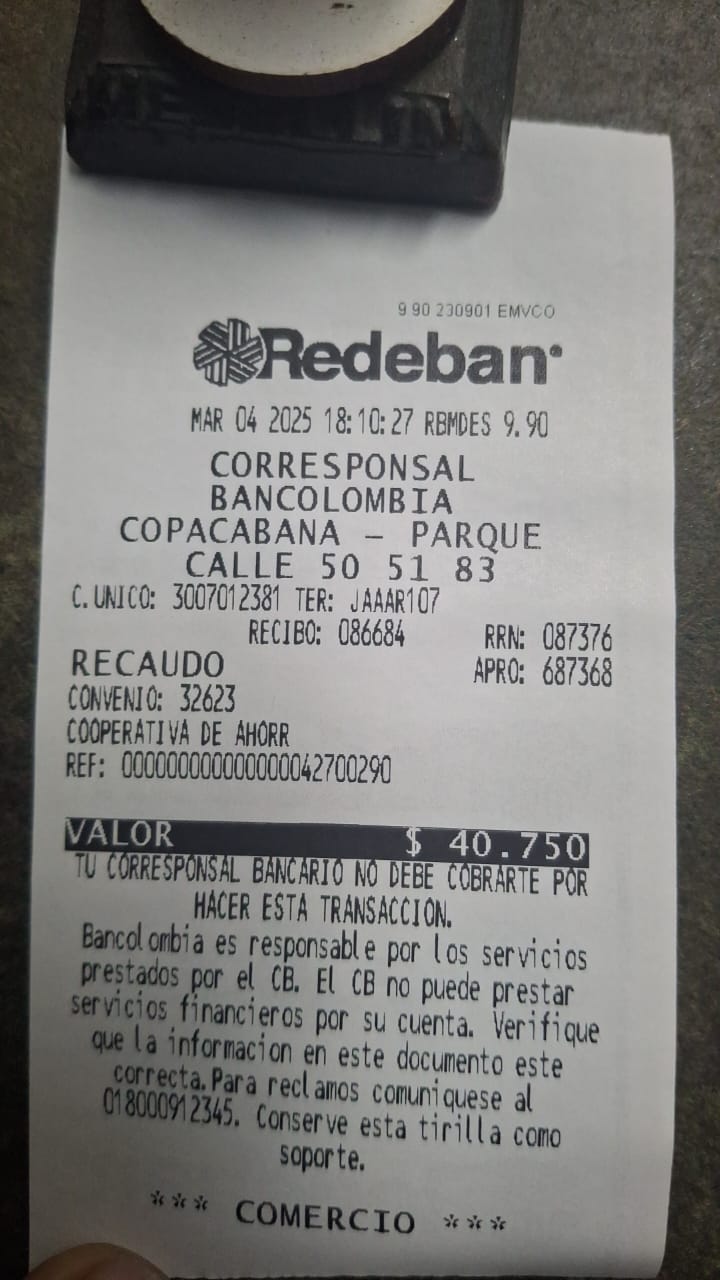 9 90 230901 EMVCO
Redeban
MAR 04 2025 18:10:27 RBMDES 9.90
CORRESPONSAL
BANCOLOMBIA
COPACABANA – PARQUE
CALLE 50 51 83
C. UNICO: 3007012381 TER: JAAAR107
RECIBO: 086684 RRN: 087376
RECAUDO APRO: 687368
CONVENIO: 32623
COOPERATIVA DE AHORR
REF: 000000000000000042700290
VALOR $ 40.750
TU CORRESPONSAL BANCARIO NO DEBE COBRARTE POR
HACER ESTA TRANSACCION.
Bancolombia es responsable por los servicios
prestados por el CB. El CB no puede prestar
servicios financieros por su cuenta. Verifique
que la informacion en este documento este
correcta.Para reclamos comuniquese al
018000912345. Conserve esta tirilla como
soporte.
*** COMERCIO ***